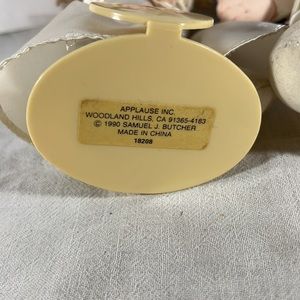 APPLAUSE INC.
WOODLAND HILLS, CA 91365-4183
© 1990 SAMUEL J. BUTCHER
MADE IN CHINA
18208